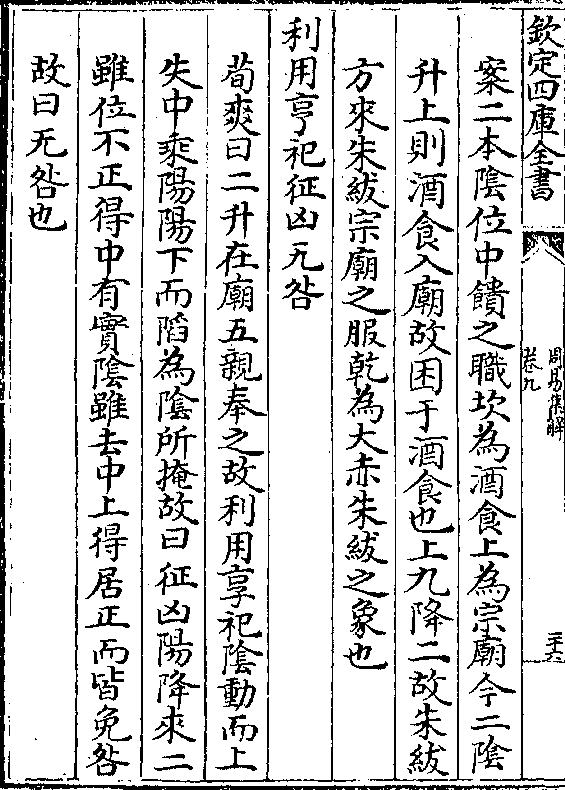 欽定四庫全書
周易集解
卷九
三十六
案二本陰位中饋之職坎為酒食上為宗廟今二陰
升上則酒食入廟故困于酒食也上九降二故朱紱
方來朱紱宗廟之服乾為大赤朱紱之象也
利用亨祀征凶无咎
荀爽曰二升在廟五親奉之故利用享祀陰動而上
失中乘陽陽下而陷為陰所掩故曰征凶陽降來二
雖位不正得中有實陰雖去中上得居正而皆免咎
故曰无咎也